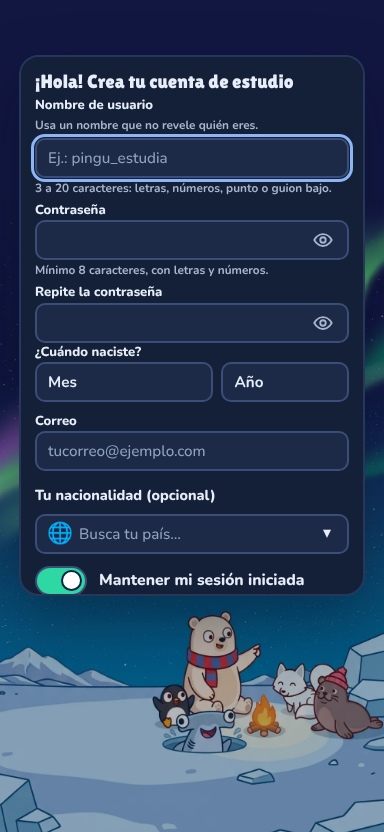 ¡Hola! Crea tu cuenta de estudio
Nombre de usuario
Usa un nombre que no revele quién eres.
Ej.: pingu_estudia
3 a 20 caracteres: letras, números, punto o guion bajo.
Contraseña
Mínimo 8 caracteres, con letras y números.
Repite la contraseña
¿Cuándo naciste?
Mes
Año
Correo
tucorreo@ejemplo.com
Tu nacionalidad (opcional)
Busca tu país...
Mantener mi sesión iniciada